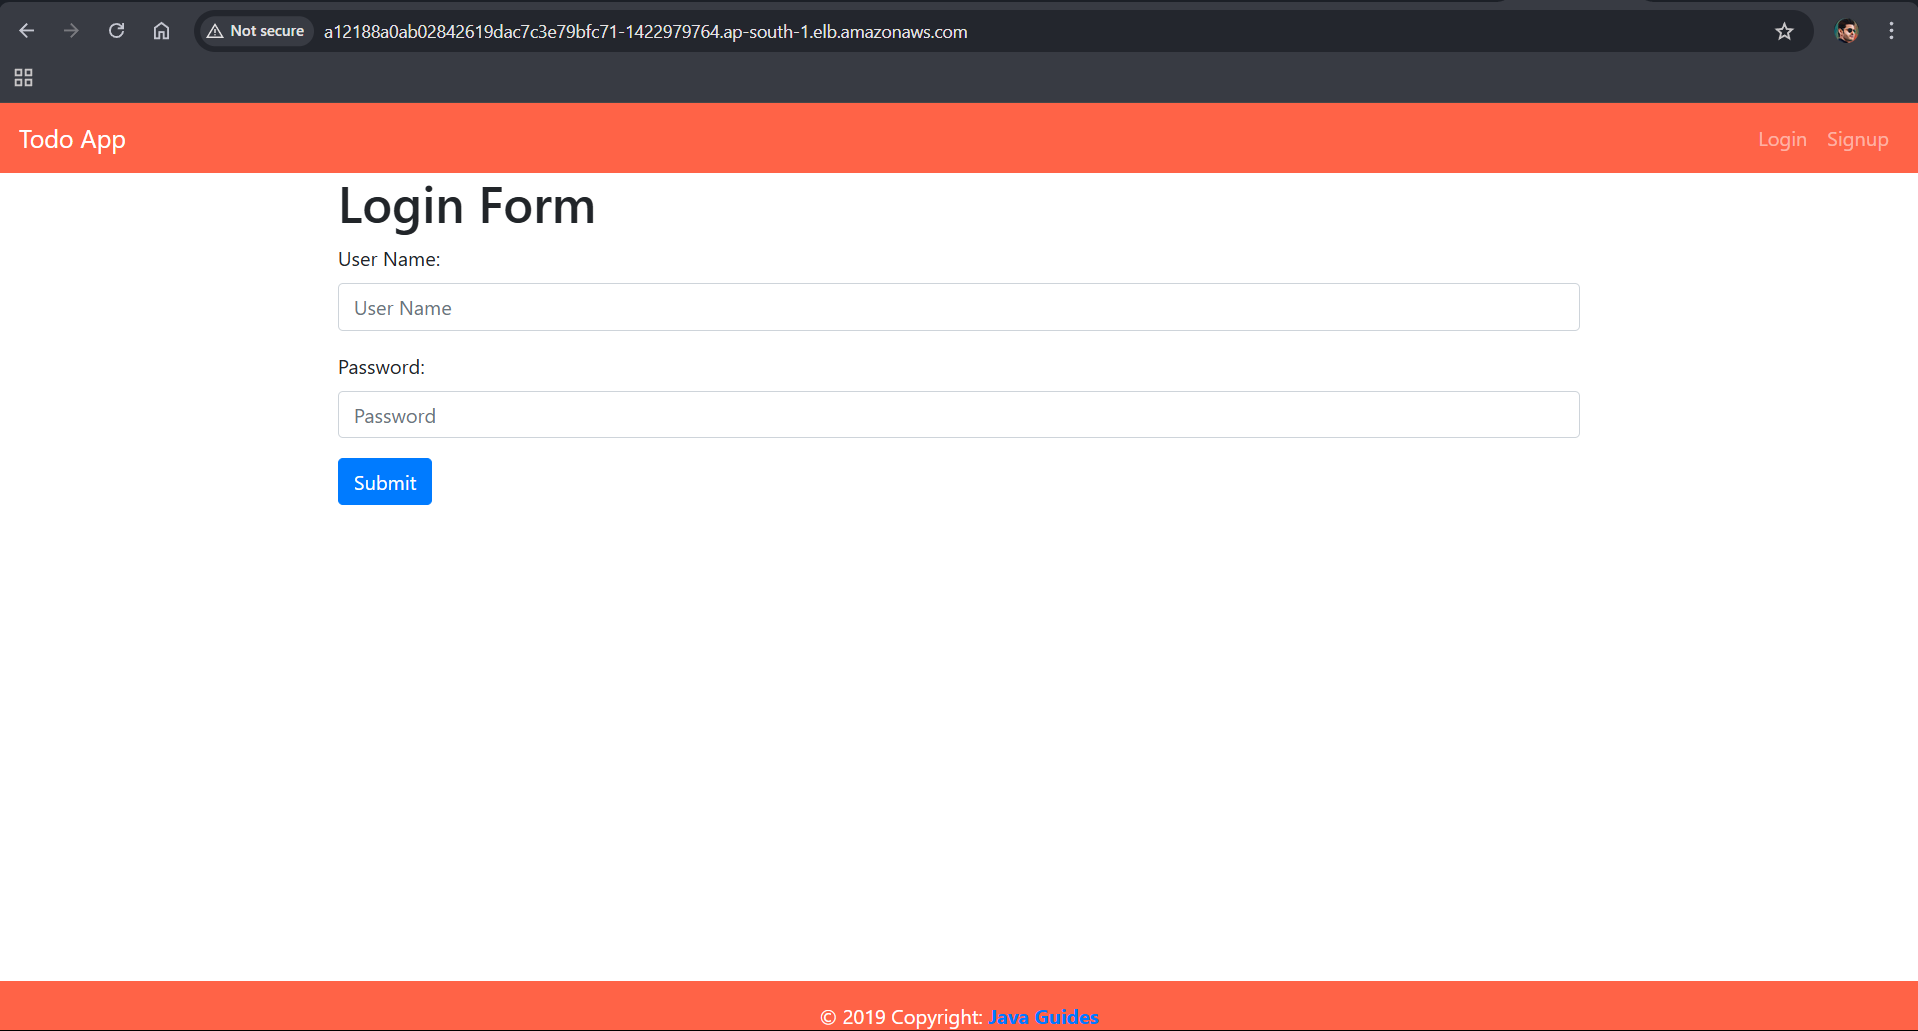 Not secure a12188a0ab02842619dac7c3e79bfc71-1422979764.ap-south-1.elb.amazonaws.com
Todo App Login Signup
Login Form
User Name:
User Name
Password:
Password
Submit
© 2019 Copyright: Java Guides